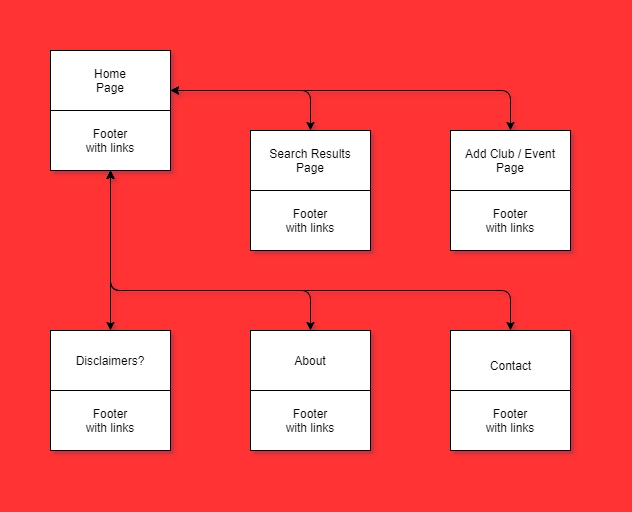 Home
Page
Footer
with links
Search Results
Page
Footer
with links
Add Club / Event
Page
Footer
with links
Disclaimers?
Footer
with links
About
Footer
with links
Contact
Footer
with links